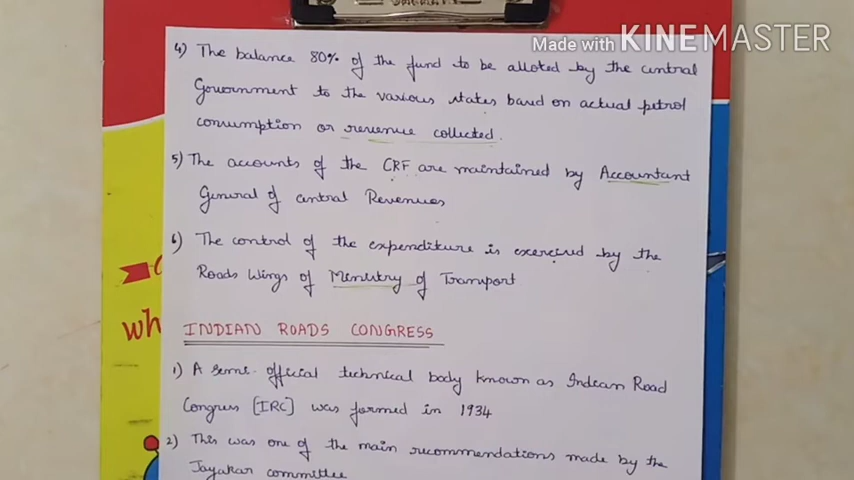 Made with KINEMASTER
4) The balance 80% of the fund to be alloted by the central
Government to the various states based on actual petrol
consumption or revenue collected.
5) The accounts of the CRF are maintained by Accountant
General of central Revenues
6) The control of the expenditure is exercised by the
Roads Wings of Ministry of Transport
INDIAN ROADS CONGRESS
1) A semi-official technical body known as Indian Road
Congress [IRC] was formed in 1934
2) This was one of the main recommendations made by the
Jayakar committee
wh